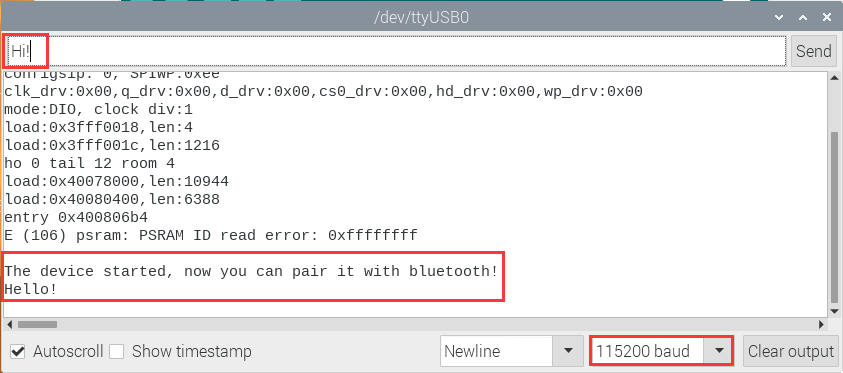 /dev/ttyUSB0
Hi!
Send
configsip: 0, SPIWP:0xee
clk_drv:0x00,q_drv:0x00,d_drv:0x00,cs0_drv:0x00,hd_drv:0x00,wp_drv:0x00
mode:DIO, clock div:1
load:0x3fff0018,len:4
load:0x3fff001c,len:1216
ho 0 tail 12 room 4
load:0x40078000,len:10944
load:0x40080400,len:6388
entry 0x400806b4
E (106) psram: PSRAM ID read error: 0xffffffff
The device started, now you can pair it with bluetooth!
Hello!
Autoscroll
Show timestamp
Newline
115200 baud
Clear output